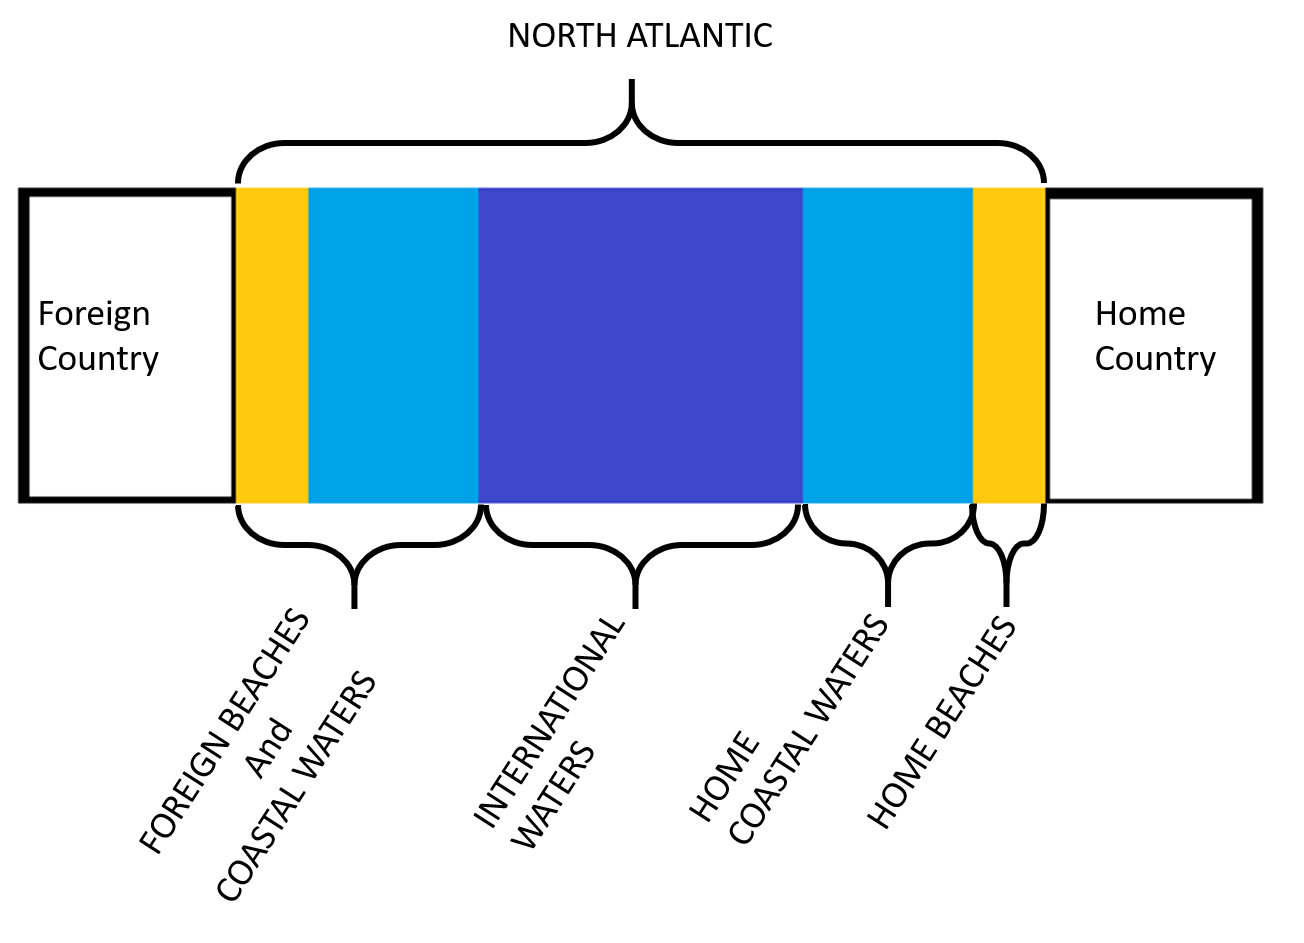 NORTH ATLANTIC
Foreign
Country
Home
Country
FOREIGN BEACHES
And
COASTAL WATERS
INTERNATIONAL
WATERS
HOME
COASTAL WATERS
HOME BEACHES